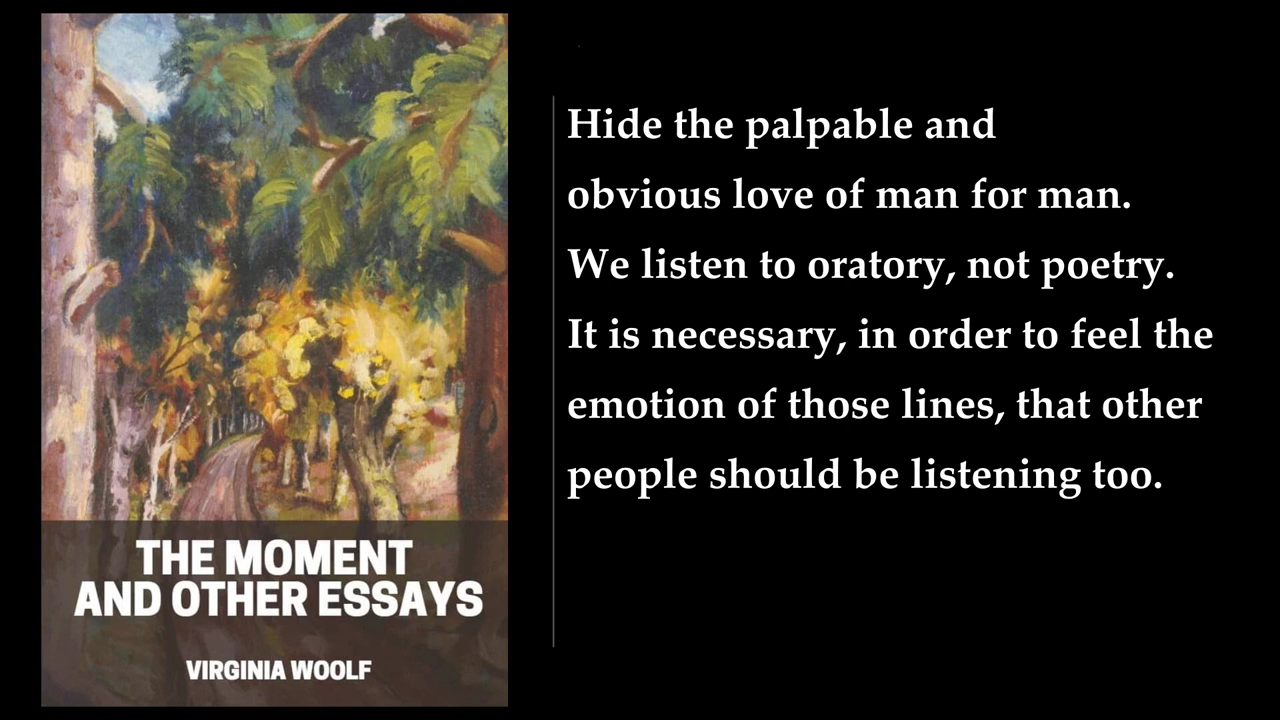 THE MOMENT
AND OTHER ESSAYS
VIRGINIA WOOLF
Hide the palpable and
obvious love of man for man.
We listen to oratory, not poetry.
It is necessary, in order to feel the
emotion of those lines, that other
people should be listening too.